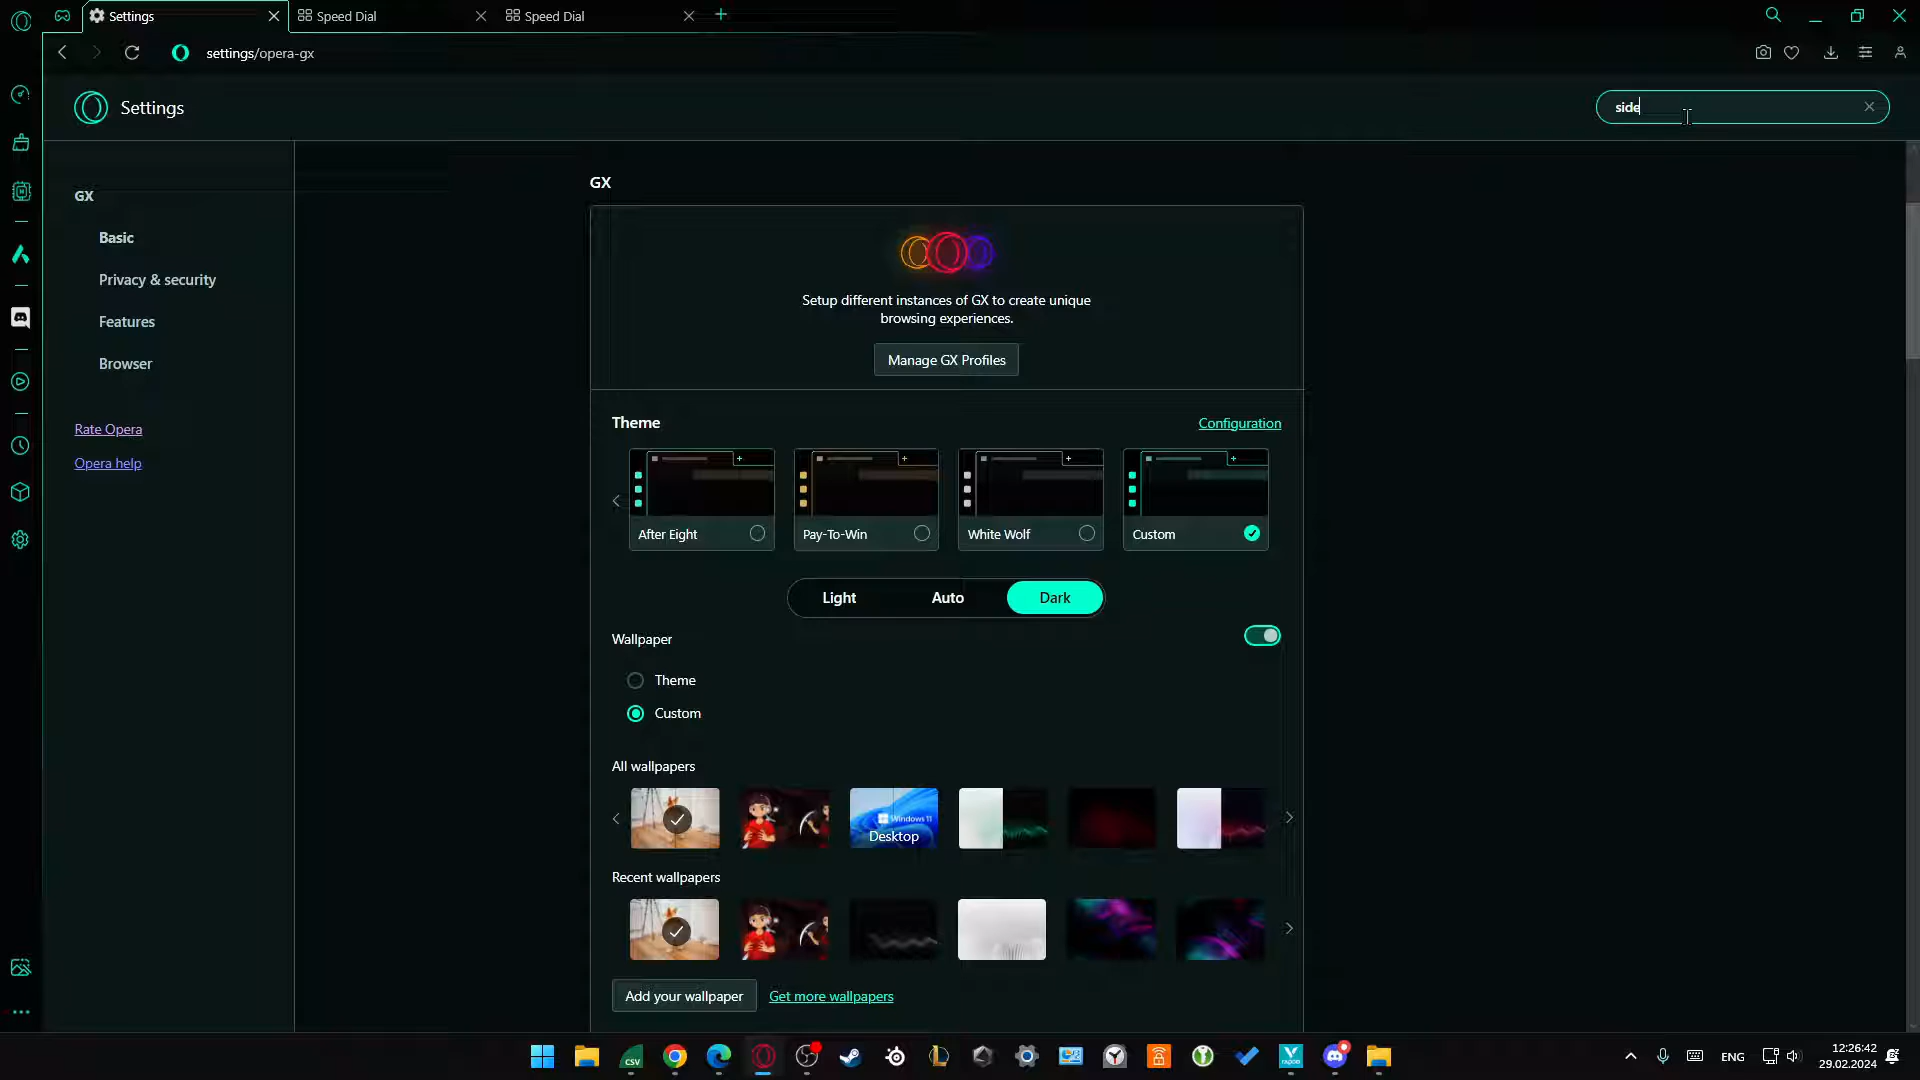 Settings
Speed Dial
Speed Dial
settings/opera-gx
Settings
side
GX
Basic
Privacy & security
Features
Browser
Rate Opera
Opera help
GX
Setup different instances of GX to create unique
browsing experiences.
Manage GX Profiles
Theme
Configuration
After Eight
Pay-To-Win
White Wolf
Custom
Light
Auto
Dark
Wallpaper
Theme
Custom
All wallpapers
Windows 11
Desktop
Recent wallpapers
Add your wallpaper
Get more wallpapers
CSV
ENG
12:26:42
29.02.2024